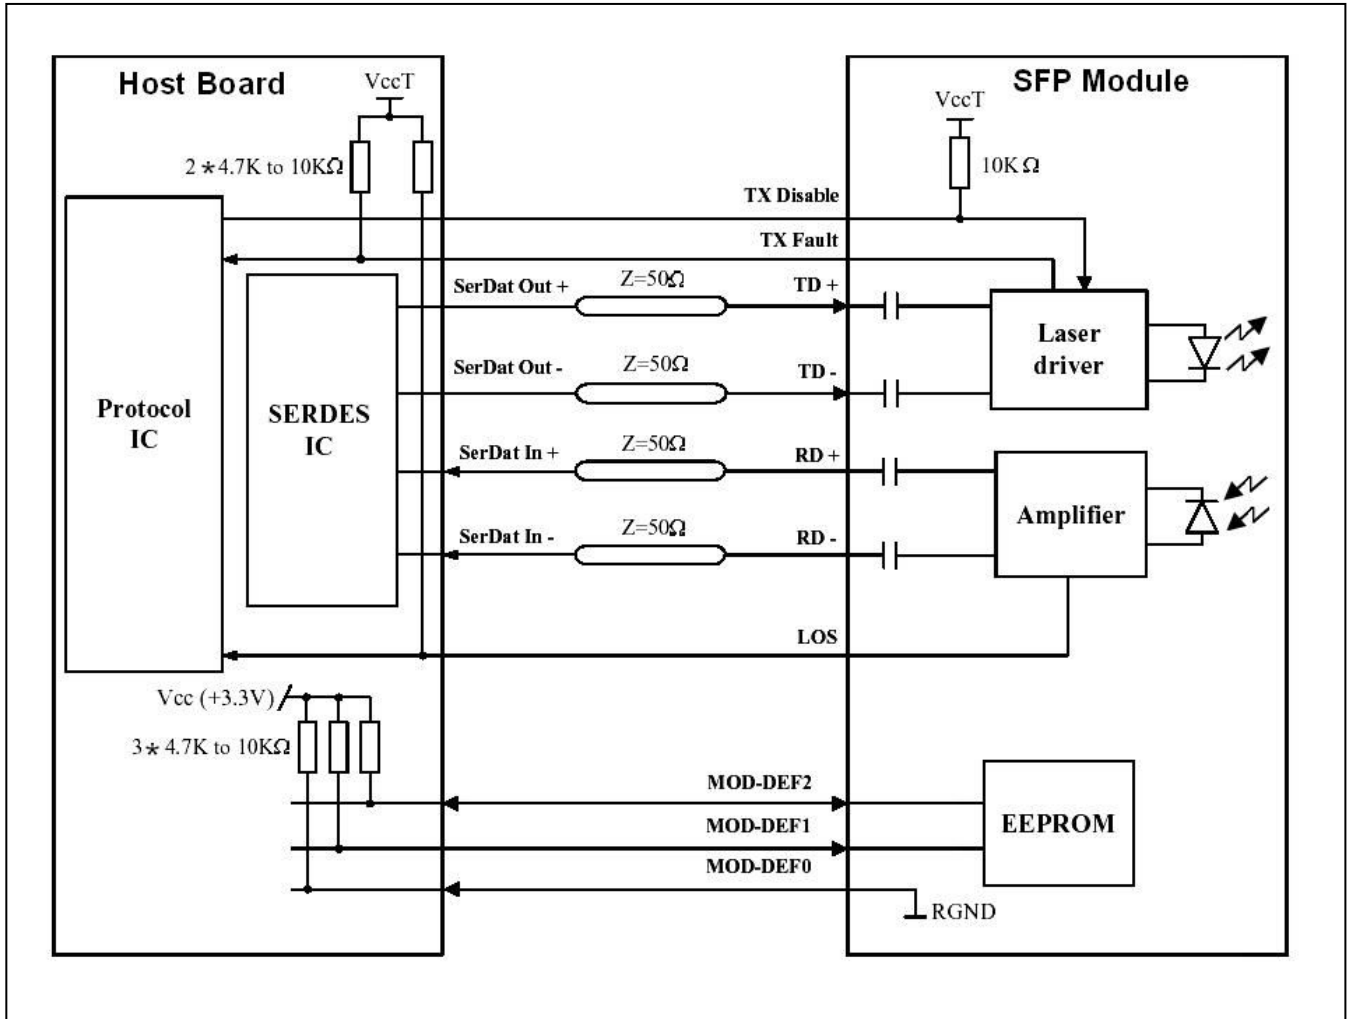 Host Board
SFP Module
VccT
VccT
2*4.7K to 10KΩ
10KΩ
TX Disable
TX Fault
SerDat Out +
Z=50Ω
TD +
Laser
driver
SerDat Out -
Z=50Ω
TD -
Protocol
IC
SERDES
IC
SerDat In +
Z=50Ω
RD +
Amplifier
SerDat In -
Z=50Ω
RD -
LOS
Vcc (+3.3V)
3*4.7K to 10KΩ
MOD-DEF2
MOD-DEF1
MOD-DEF0
EEPROM
RGND